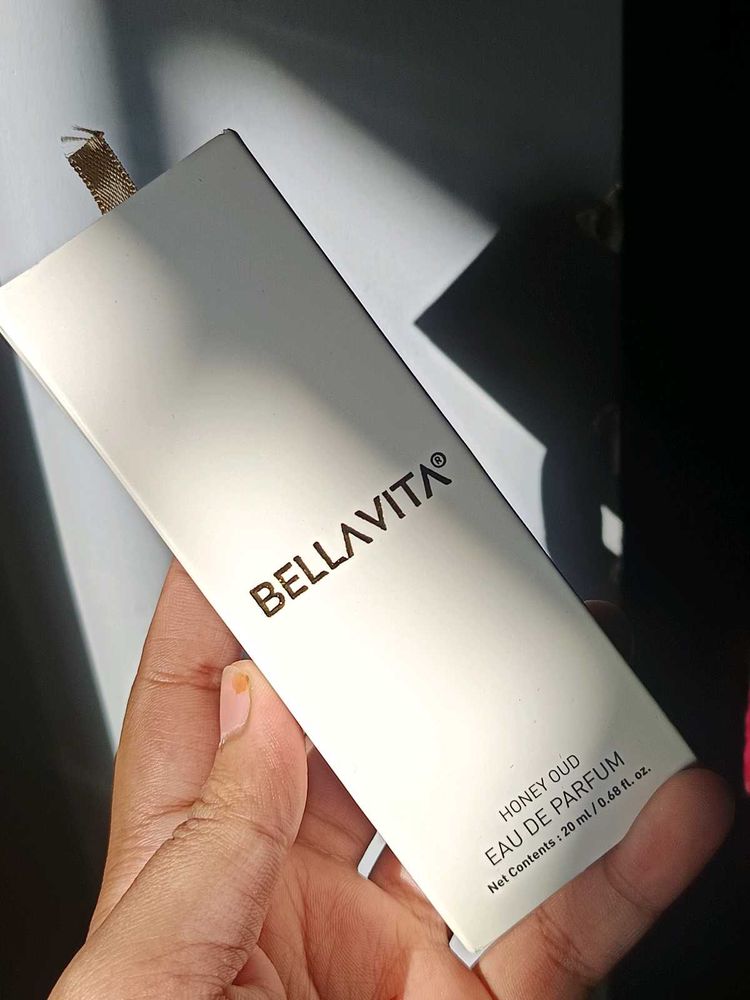 BELLAVITA®
HONEY OUD
EAU DE PARFUM
Net Contents : 20 ml / 0.68 fl. oz.